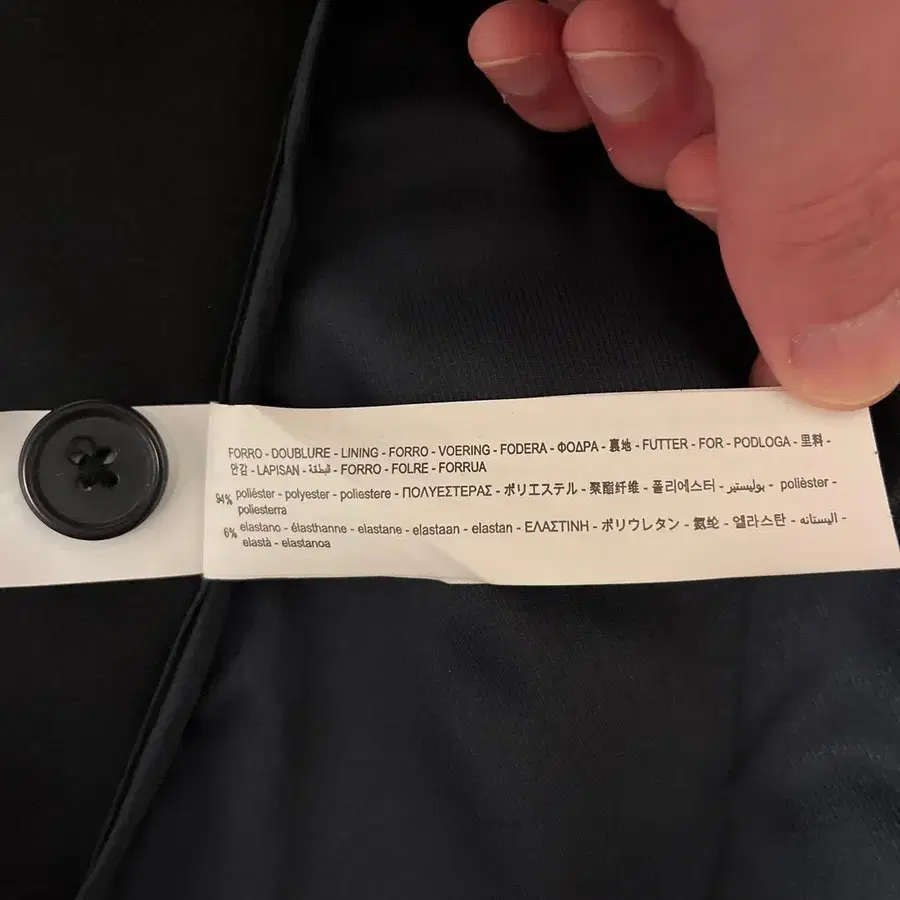 FORRO - DOUBLURE - LINING - FORRO - VOERING - FODERA - ΦΟΔΡΑ - 裏地 - FUTTER - FOR - PODLOGA - 里料 -
안감 - LAPISAN - البطانة - FORRO - FOLRE - FORRUA
94% poliéster - polyester - poliestere - ΠΟΛΥΕΣΤΕΡΑΣ - ポリエステル - 聚酯纤维 - 폴리에스터 - بوليستير - polièster -
poliesterra
6% elastano - élasthanne - elastane - elastaan - elastan - ΕΛΑΣΤΙΝΗ - ポリウレタン - 氨纶 - 엘라스탄 - اليستانه -
elastà - elastanoa